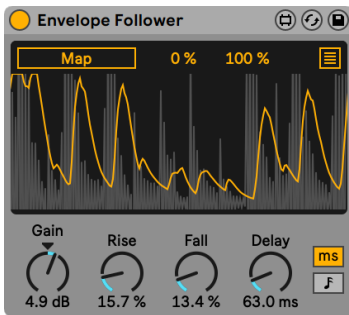 Envelope Follower
Map 0 % 100 %
Gain Rise Fall Delay
4.9 dB 15.7 % 13.4 % 63.0 ms
ms